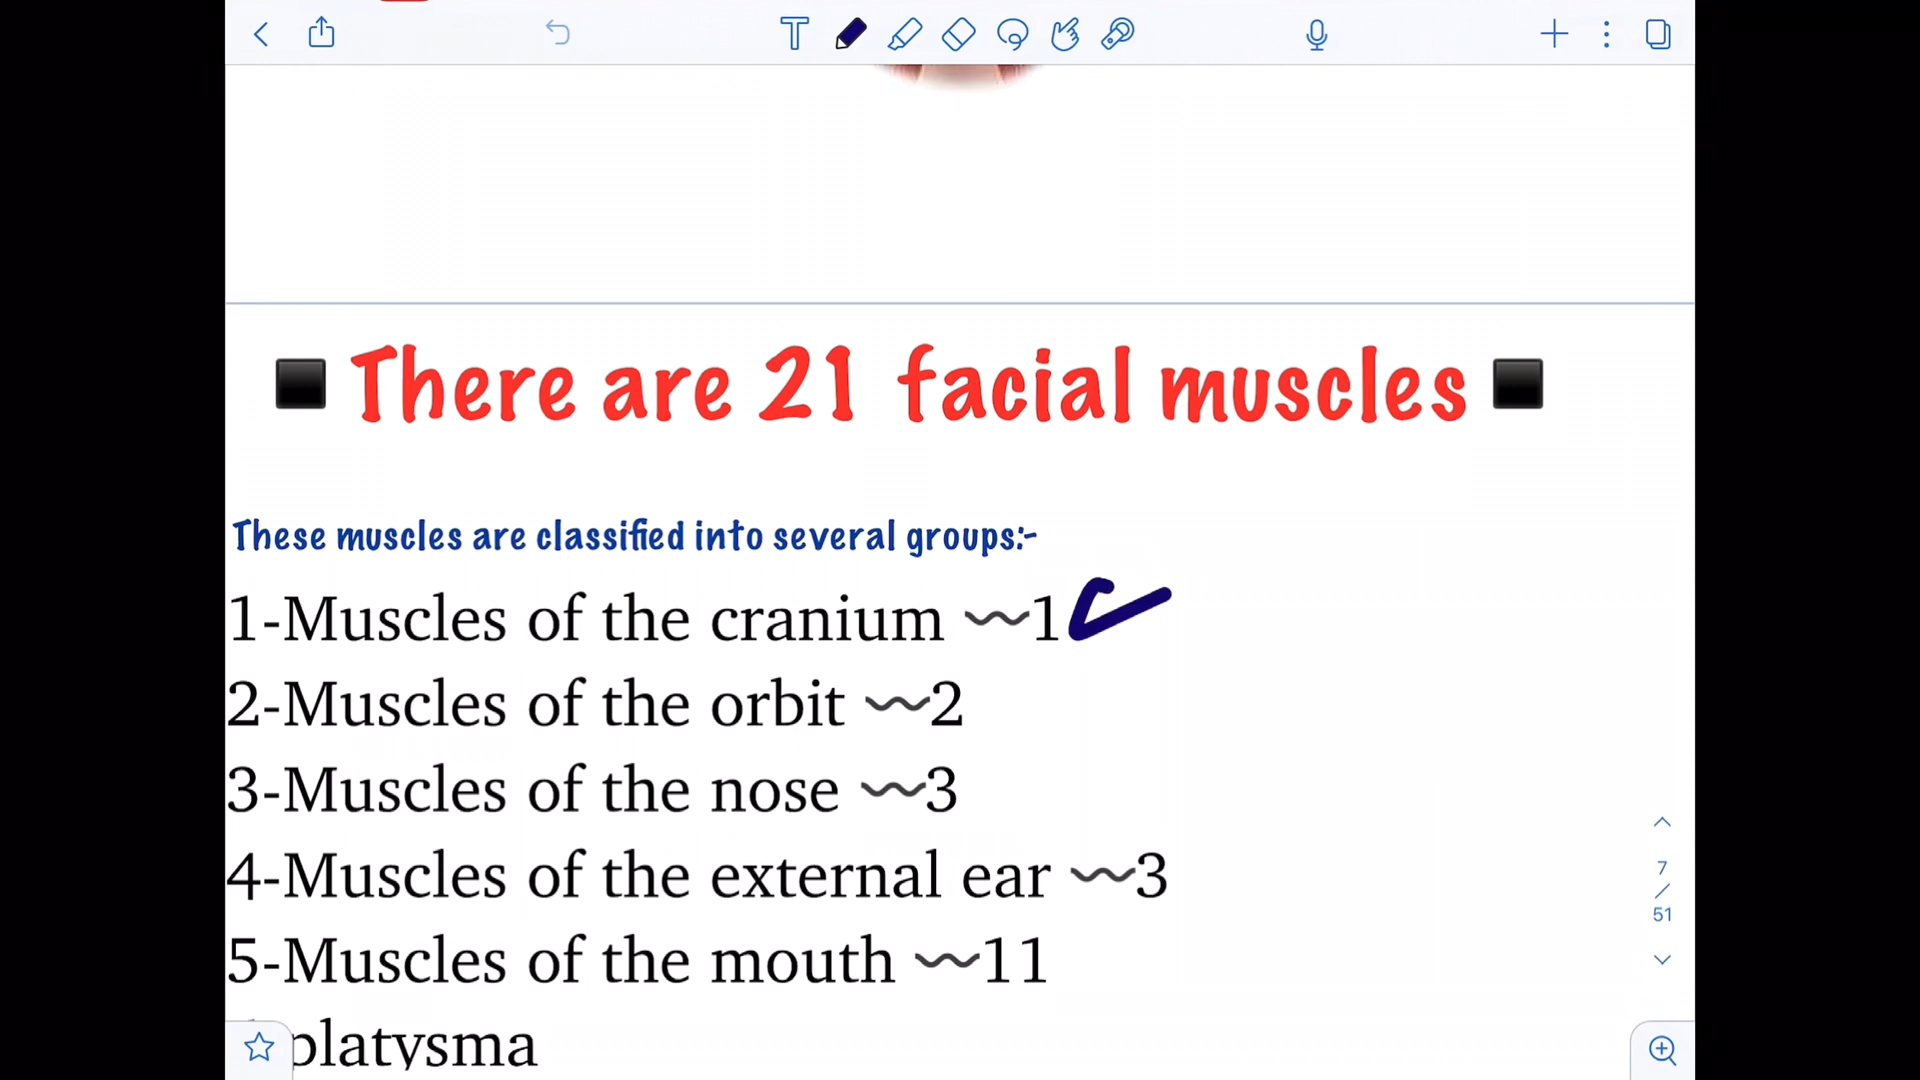 There are 21 facial muscles
These muscles are classified into several groups:-
1-Muscles of the cranium 〰1
2-Muscles of the orbit 〰2
3-Muscles of the nose 〰3
4-Muscles of the external ear 〰3
5-Muscles of the mouth 〰11
platysma
7
/
51